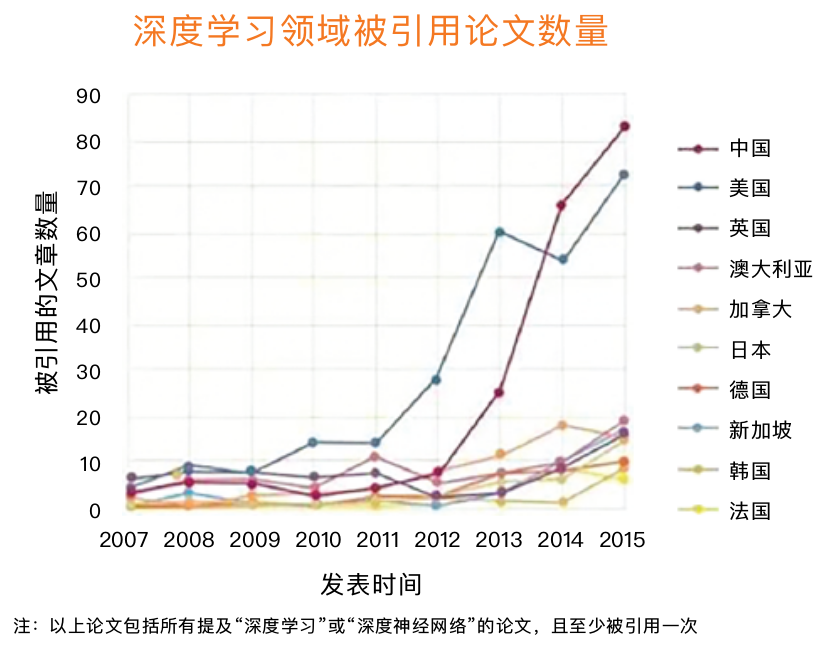 深度学习领域被引用论文数量
被引用的文章数量
90
80
70
60
50
40
30
20
10
0
2007 2008 2009 2010 2011 2012 2013 2014 2015
发表时间
中国
美国
英国
澳大利亚
加拿大
日本
德国
新加坡
韩国
法国
注：以上论文包括所有提及“深度学习”或“深度神经网络”的论文，且至少被引用一次